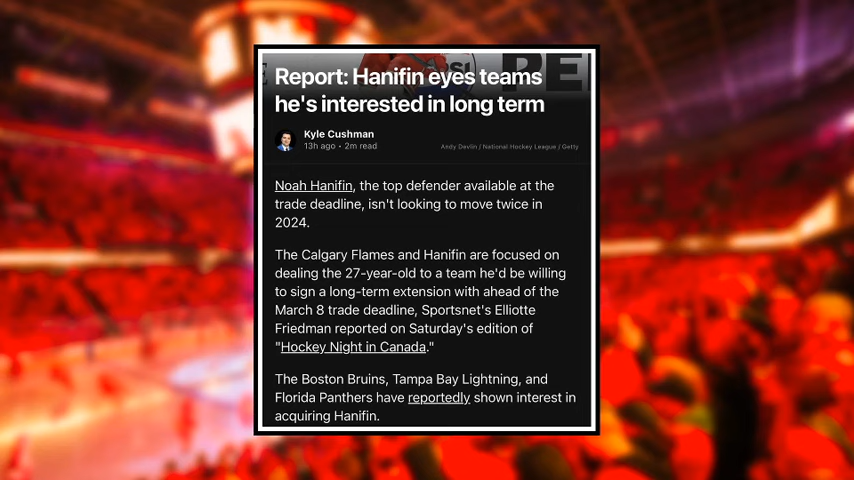 PE
Report: Hanifin eyes teams
he's interested in long term
Kyle Cushman
13h ago • 2m read
Andy Devlin / National Hockey League / Getty
Noah Hanifin, the top defender available at the
trade deadline, isn't looking to move twice in
2024.
The Calgary Flames and Hanifin are focused on
dealing the 27-year-old to a team he'd be willing
to sign a long-term extension with ahead of the
March 8 trade deadline, Sportsnet's Elliotte
Friedman reported on Saturday's edition of
"Hockey Night in Canada."
The Boston Bruins, Tampa Bay Lightning, and
Florida Panthers have reportedly shown interest in
acquiring Hanifin.